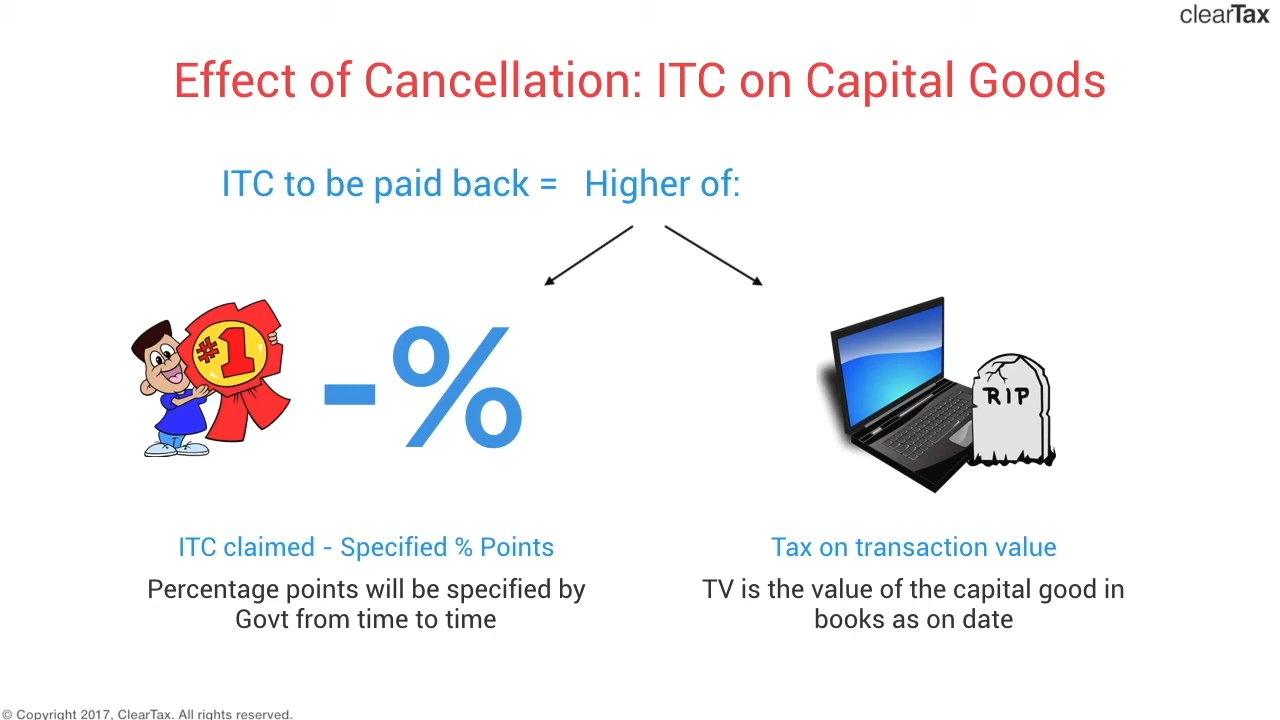 clearTax
Effect of Cancellation: ITC on Capital Goods
ITC to be paid back = Higher of:
#1
-%
RIP
ITC claimed - Specified % Points
Percentage points will be specified by
Govt from time to time
Tax on transaction value
TV is the value of the capital good in
books as on date
© Copyright 2017, ClearTax. All rights reserved.